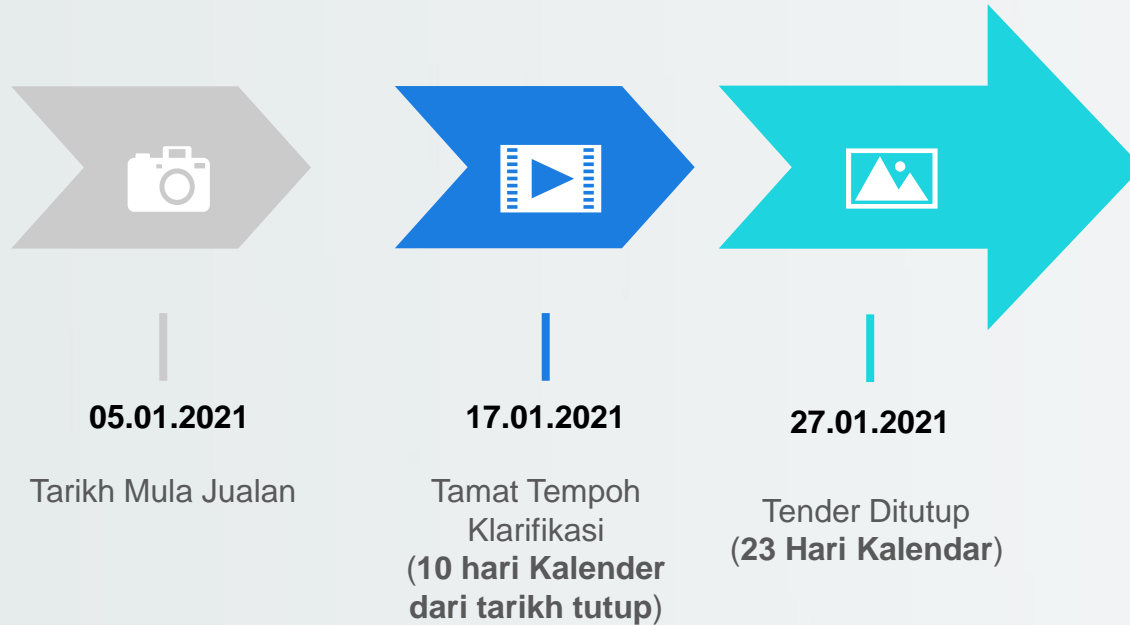 05.01.2021
Tarikh Mula Jualan
17.01.2021
Tamat Tempoh
Klarifikasi
(10 hari Kalender
dari tarikh tutup)
27.01.2021
Tender Ditutup
(23 Hari Kalendar)